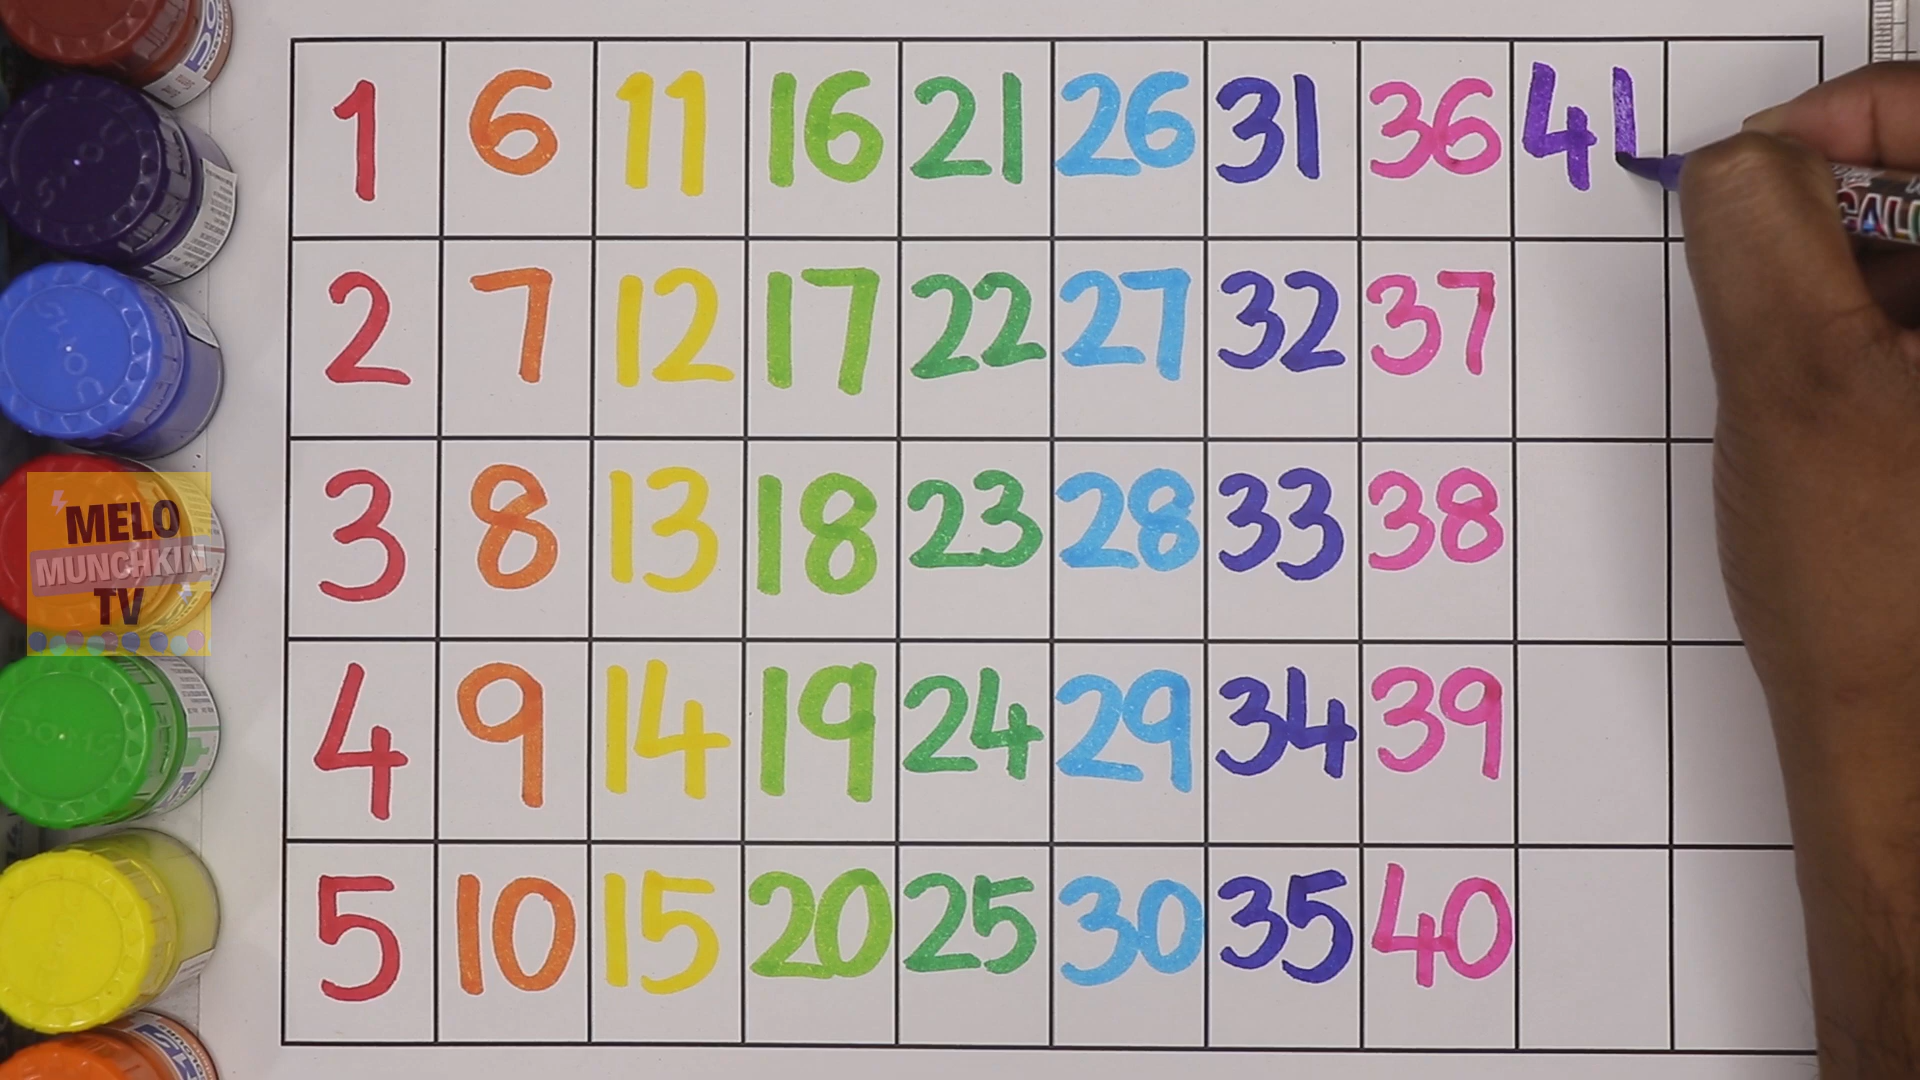 1 6 11 16 21 26 31 36 41
2 7 12 17 22 27 32 37
3 8 13 18 23 28 33 38
4 9 14 19 24 29 34 39
5 10 15 20 25 30 35 40
MELO
MUNCHKIN
TV